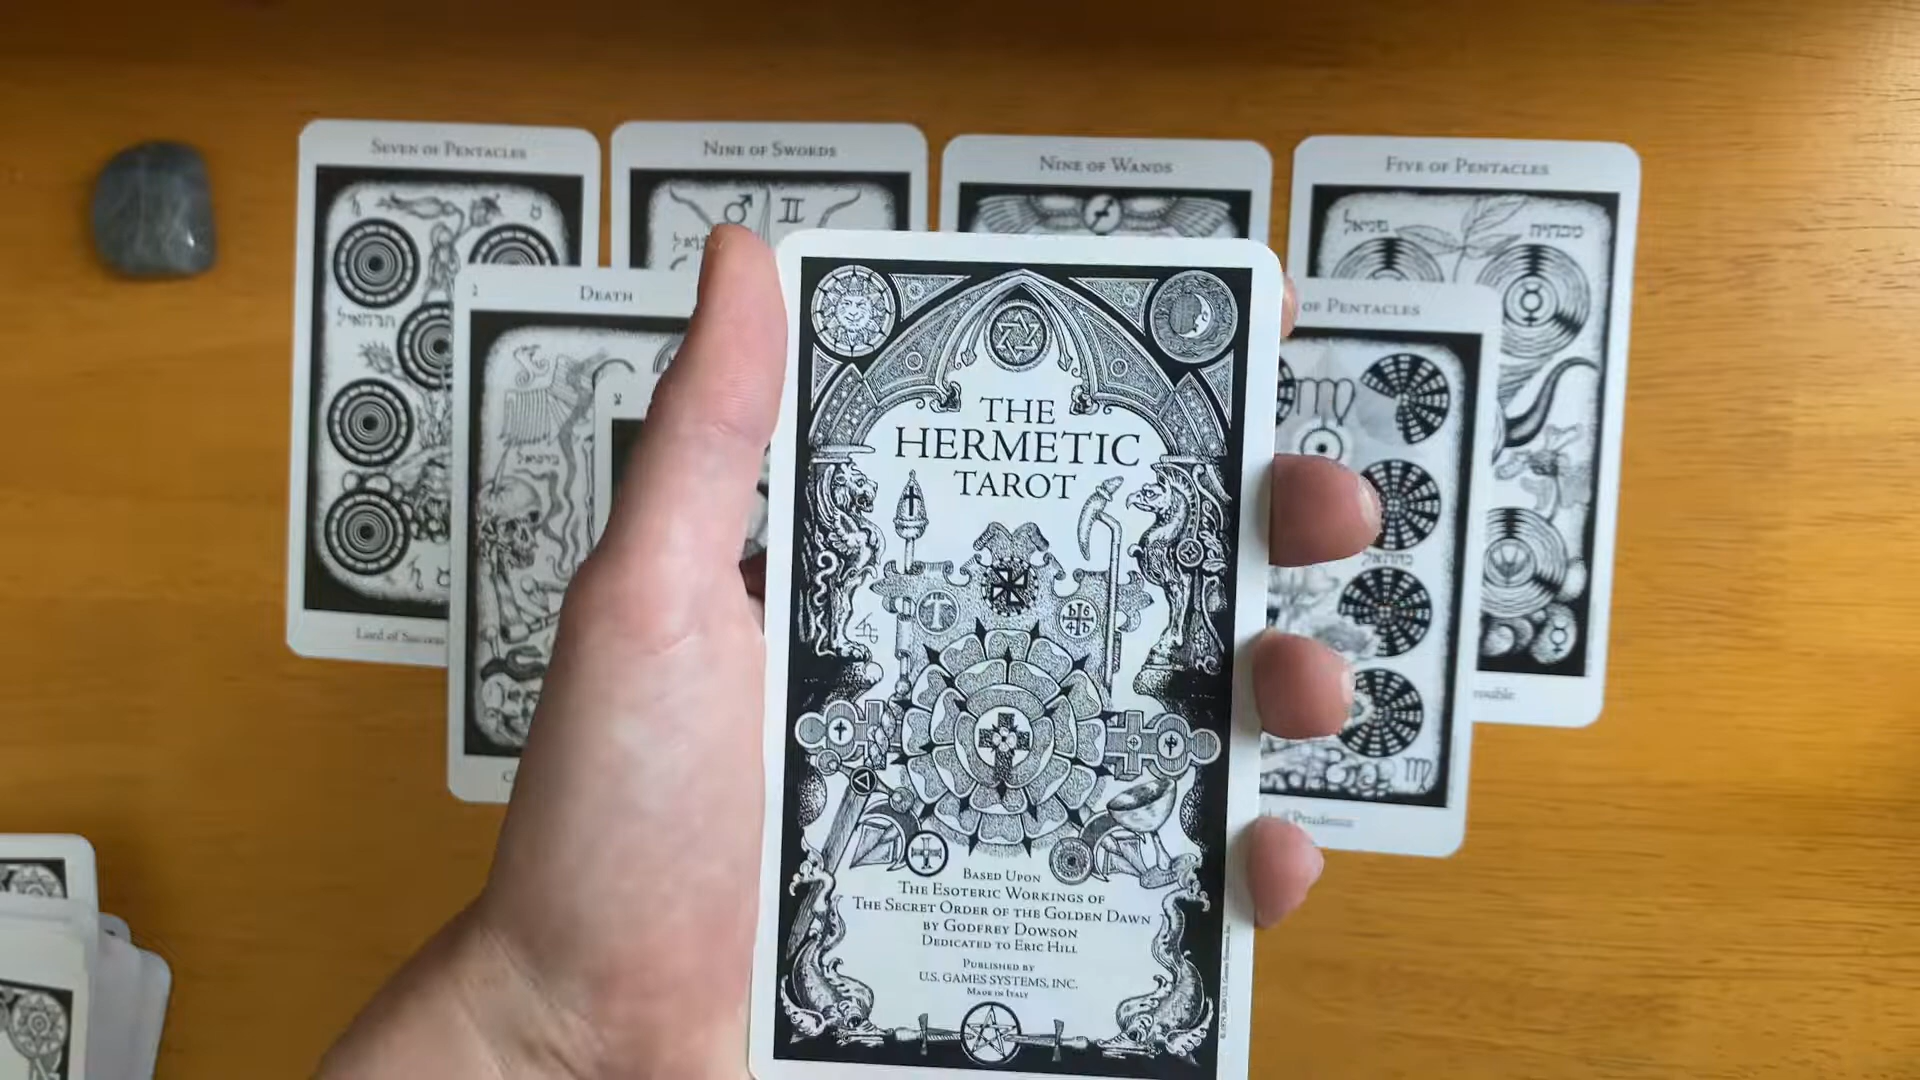 Seven of Pentacles
Nine of Swords
Nine of Wands
Five of Pentacles
Death
of Pentacles
♂ II
THE
HERMETIC
TAROT
Based Upon
The Esoteric Workings of
The Secret Order of the Golden Dawn
by Godfrey Dowson
Dedicated to Eric Hill
Published by
U.S. GAMES SYSTEMS, INC.
Made in Italy
Lord of Success
Prudence